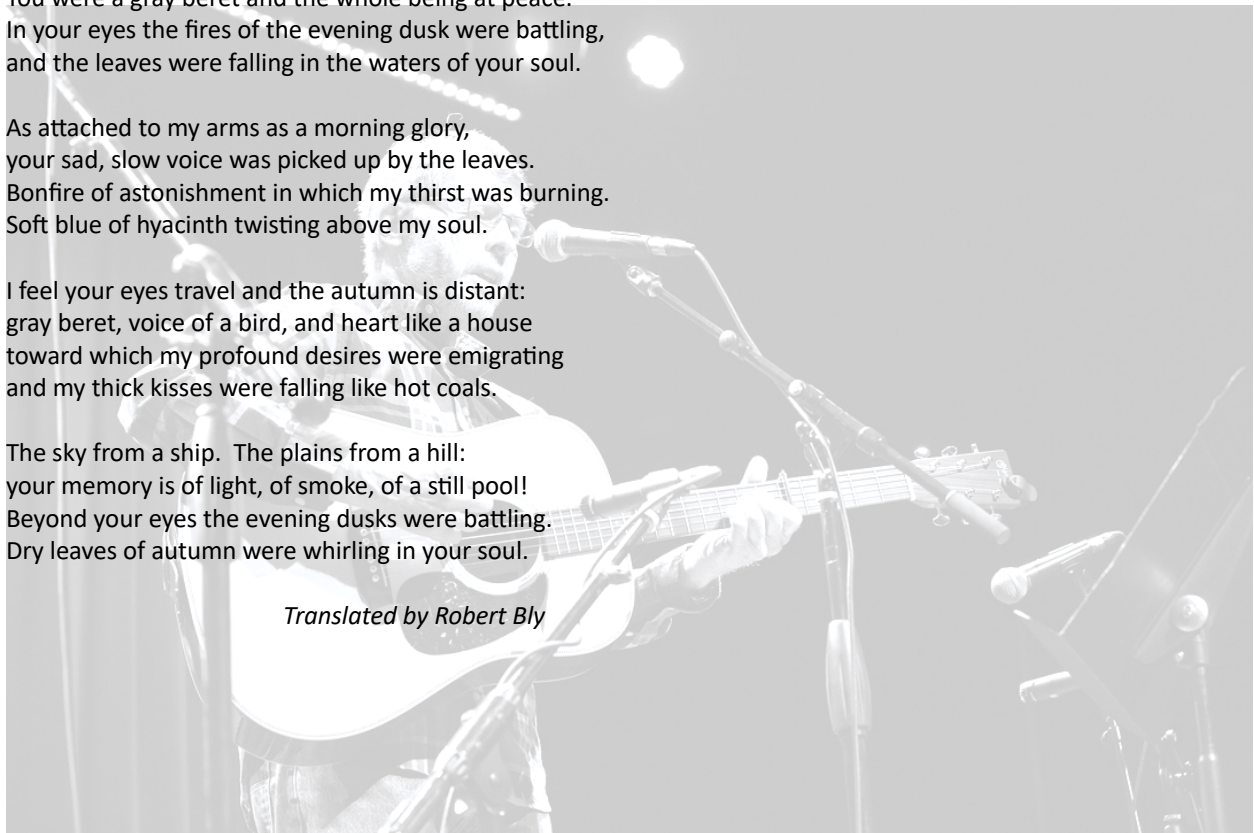 You were a gray beret and the whole being at peace.
In your eyes the fires of the evening dusk were battling,
and the leaves were falling in the waters of your soul.
As attached to my arms as a morning glory,
your sad, slow voice was picked up by the leaves.
Bonfire of astonishment in which my thirst was burning.
Soft blue of hyacinth twisting above my soul.
I feel your eyes travel and the autumn is distant:
gray beret, voice of a bird, and heart like a house
toward which my profound desires were emigrating
and my thick kisses were falling like hot coals.
The sky from a ship.  The plains from a hill:
your memory is of light, of smoke, of a still pool!
Beyond your eyes the evening dusks were battling.
Dry leaves of autumn were whirling in your soul.
Translated by Robert Bly